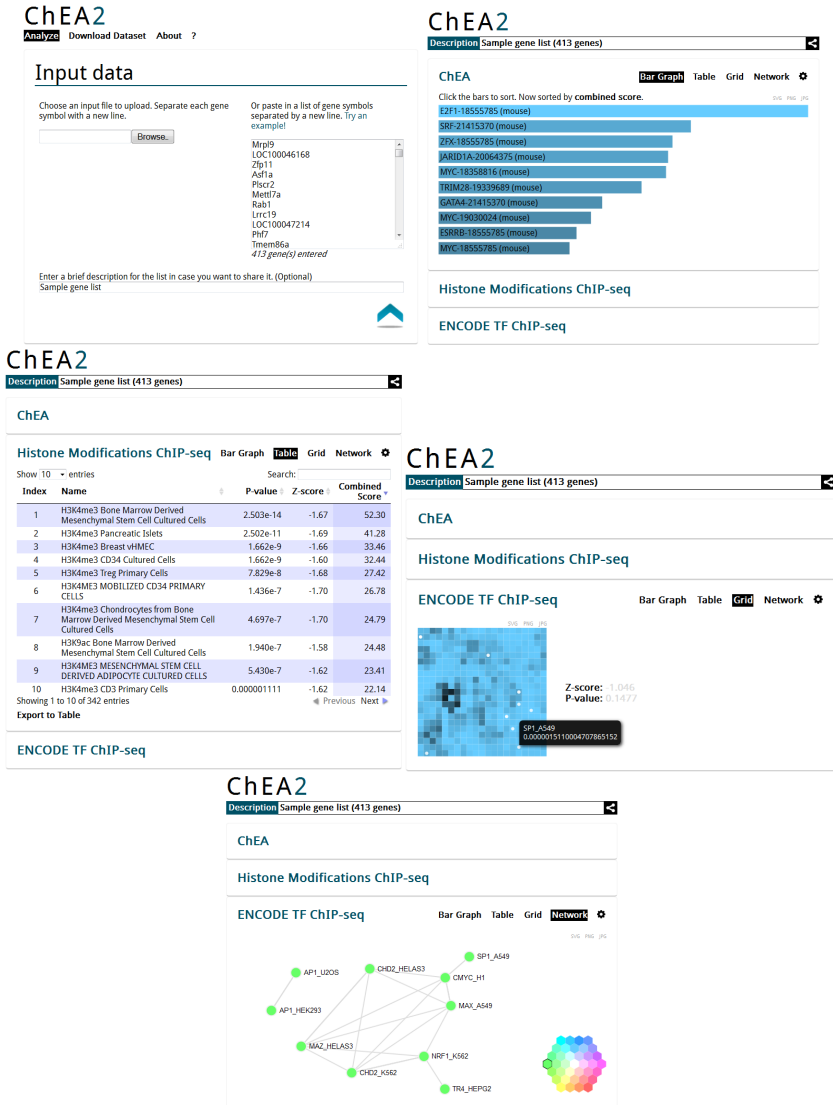 ChEA2
Analyze Download Dataset About ?
Input data
Choose an input file to upload. Separate each gene
symbol with a new line.
Browse..
Or paste in a list of gene symbols
separated by a new line. Try an
example!
Mrpl9
LOC100046168
Zfp11
Asf1a
Plscr2
Mettl7a
Rab1
Lrrc19
LOC100047214
Phf7
Tmem86a
413 gene(s) entered
Enter a brief description for the list in case you want to share it. (Optional)
Sample gene list
ChEA2
Description Sample gene list (413 genes)
ChEA Bar Graph Table Grid Network
Click the bars to sort. Now sorted by combined score.
SVG PNG JPG
E2F1-18555785 (mouse)
SRF-21415370 (mouse)
ZFX-18555785 (mouse)
JARID1A-20064375 (mouse)
MYC-18358816 (mouse)
TRIM28-19339689 (mouse)
GATA4-21415370 (mouse)
MYC-19030024 (mouse)
ESRRB-18555785 (mouse)
MYC-18555785 (mouse)
Histone Modifications ChIP-seq
ENCODE TF ChIP-seq
ChEA2
Description Sample gene list (413 genes)
ChEA
Histone Modifications ChIP-seq Bar Graph Table Grid Network
Show 10 entries Search:
Index Name P-value Z-score Combined
Score
1 H3K4me3 Bone Marrow Derived
Mesenchymal Stem Cell Cultured Cells 2.503e-14 -1.67 52.30
2 H3K4me3 Pancreatic Islets 2.502e-11 -1.69 41.28
3 H3K4me3 Breast vHMEC 1.662e-9 -1.66 33.46
4 H3K4me3 CD34 Cultured Cells 1.662e-9 -1.60 32.44
5 H3K4me3 Treg Primary Cells 7.829e-8 -1.68 27.42
6 H3K4ME3 MOBILIZED CD34 PRIMARY
CELLS 1.436e-7 -1.70 26.78
7 H3K4me3 Chondrocytes from Bone
Marrow Derived Mesenchymal Stem Cell
Cultured Cells 4.697e-7 -1.70 24.79
8 H3K9ac Bone Marrow Derived
Mesenchymal Stem Cell Cultured Cells 1.940e-7 -1.58 24.48
9 H3K4ME3 MESENCHYMAL STEM CELL
DERIVED ADIPOCYTE CULTURED CELLS 5.430e-7 -1.62 23.41
10 H3K4me3 CD3 Primary Cells 0.000001111 -1.62 22.14
Showing 1 to 10 of 342 entries Previous Next
Export to Table
ENCODE TF ChIP-seq
ChEA2
Description Sample gene list (413 genes)
ChEA
Histone Modifications ChIP-seq
ENCODE TF ChIP-seq Bar Graph Table Grid Network
SVG PNG JPG
Z-score: -1.046
P-value: 0.1477
SP1_A549
0.0000015110004707865152
ChEA2
Description Sample gene list (413 genes)
ChEA
Histone Modifications ChIP-seq
ENCODE TF ChIP-seq Bar Graph Table Grid Network
SVG PNG JPG
SP1_A549
CHD2_HELAS3
AP1_U2OS
CMYC_H1
MAX_A549
AP1_HEK293
MAZ_HELAS3
NRF1_K562
CHD2_K562
TR4_HEPG2